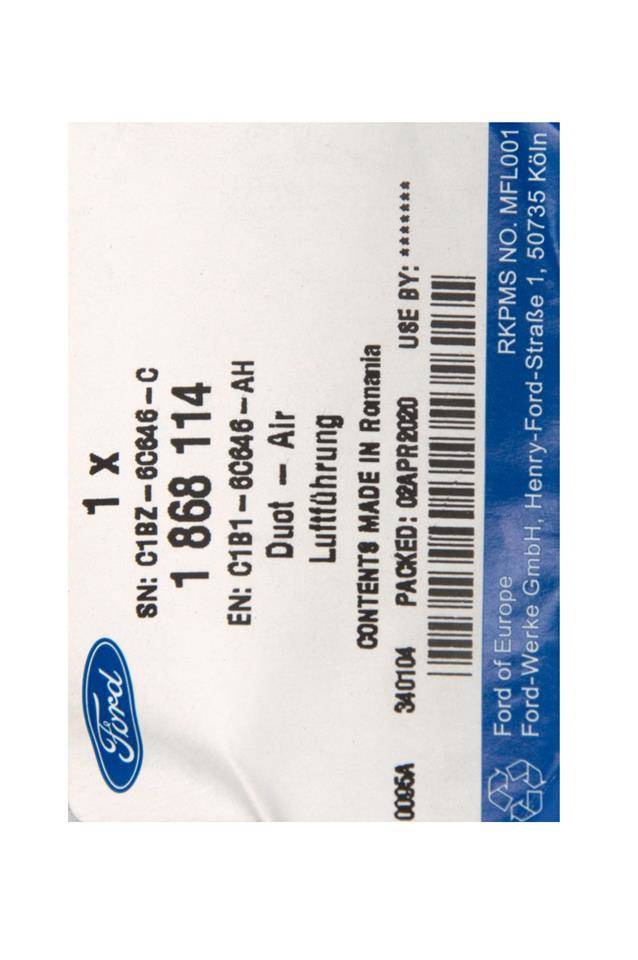 Ford
1 x
SN: C1BZ-6C646-C
1 868 114
EN: C1B1-6C646-AH
Duct - Air
Luftführung
CONTENTS MADE IN Romania
0095A 340104 PACKED: 02APR2020 USE BY: *******
RKPMS NO. MFL001
Ford of Europe
Ford-Werke GmbH, Henry-Ford-Straße 1, 50735 Köln